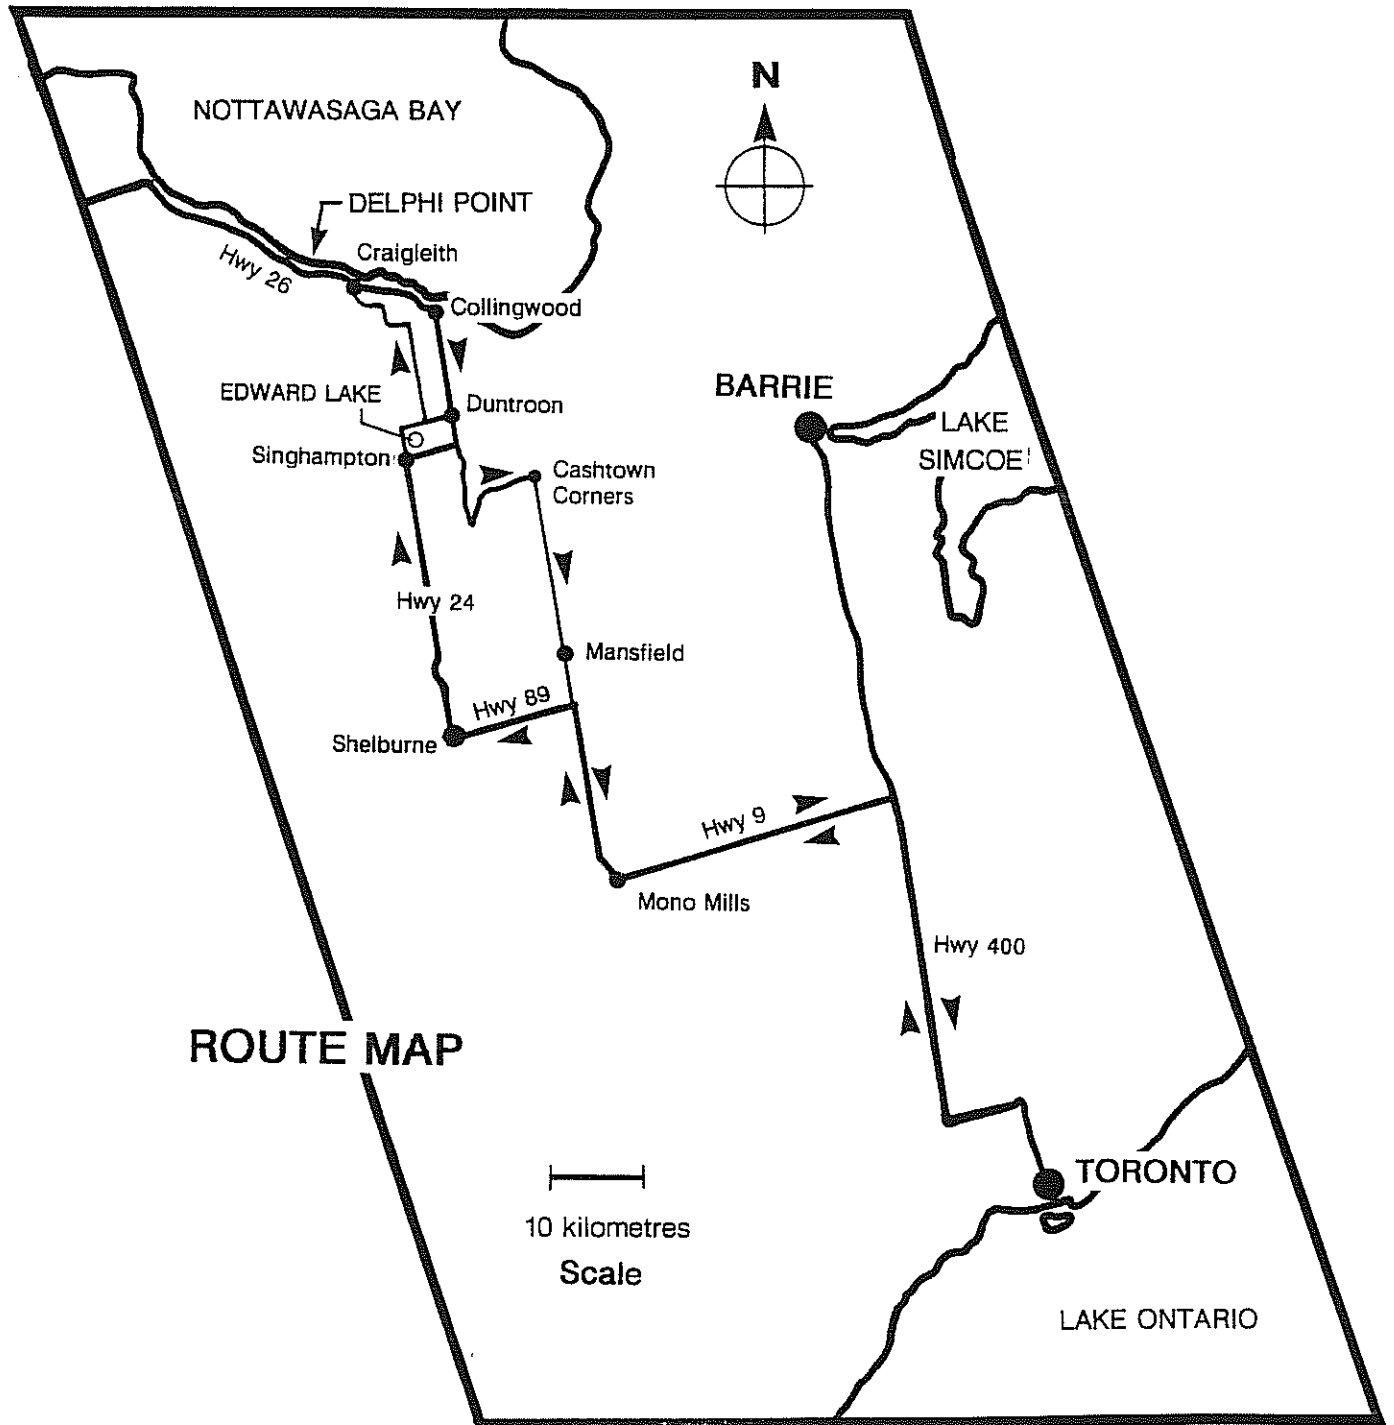 N
NOTTAWASAGA BAY
DELPHI POINT
Craigleith
Hwy 26
Collingwood
BARRIE
EDWARD LAKE
Duntroon
LAKE
SIMCOE
Singhampton
Cashtown
Corners
Hwy 24
Mansfield
Hwy 89
Shelburne
Hwy 9
Mono Mills
Hwy 400
ROUTE MAP
TORONTO
10 kilometres
Scale
LAKE ONTARIO